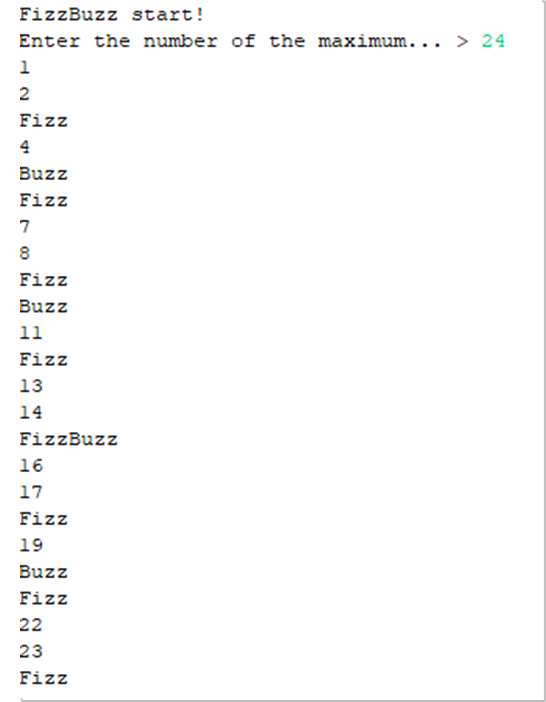 FizzBuzz start!
Enter the number of the maximum... > 24
1
2
Fizz
4
Buzz
Fizz
7
8
Fizz
Buzz
11
Fizz
13
14
FizzBuzz
16
17
Fizz
19
Buzz
Fizz
22
23
Fizz